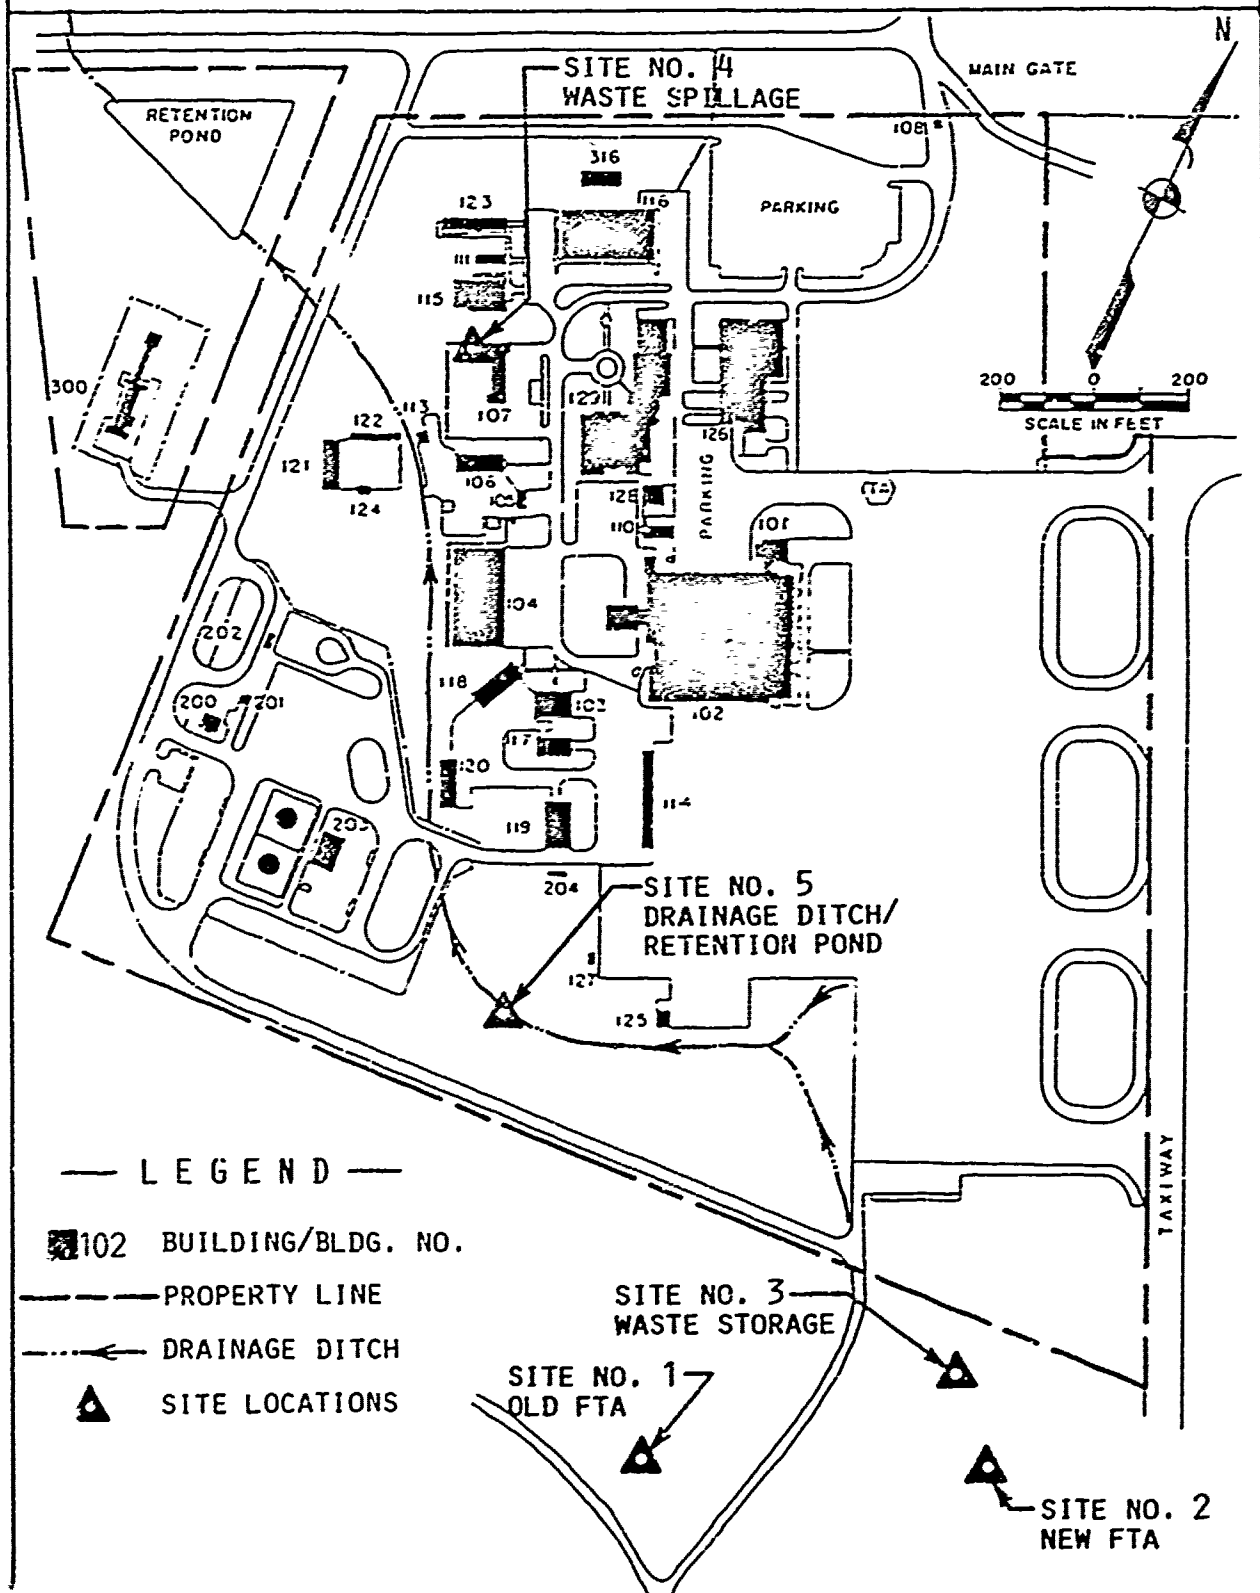 N
SITE NO. 4
WASTE SPILLAGE
MAIN GATE
RETENTION
POND
108
316
123
116
PARKING
111
115
300
200 0 200
SCALE IN FEET
107
113
122
126
121
106
PARKING
124
128
110
101
104
202
118
200
201
103
102
117
120
114
203
119
204
SITE NO. 5
DRAINAGE DITCH/
RETENTION POND
127
125
TAXIWAY
LEGEND
102 BUILDING/BLDG. NO.
PROPERTY LINE
DRAINAGE DITCH
SITE LOCATIONS
SITE NO. 3
WASTE STORAGE
SITE NO. 1
OLD FTA
SITE NO. 2
NEW FTA